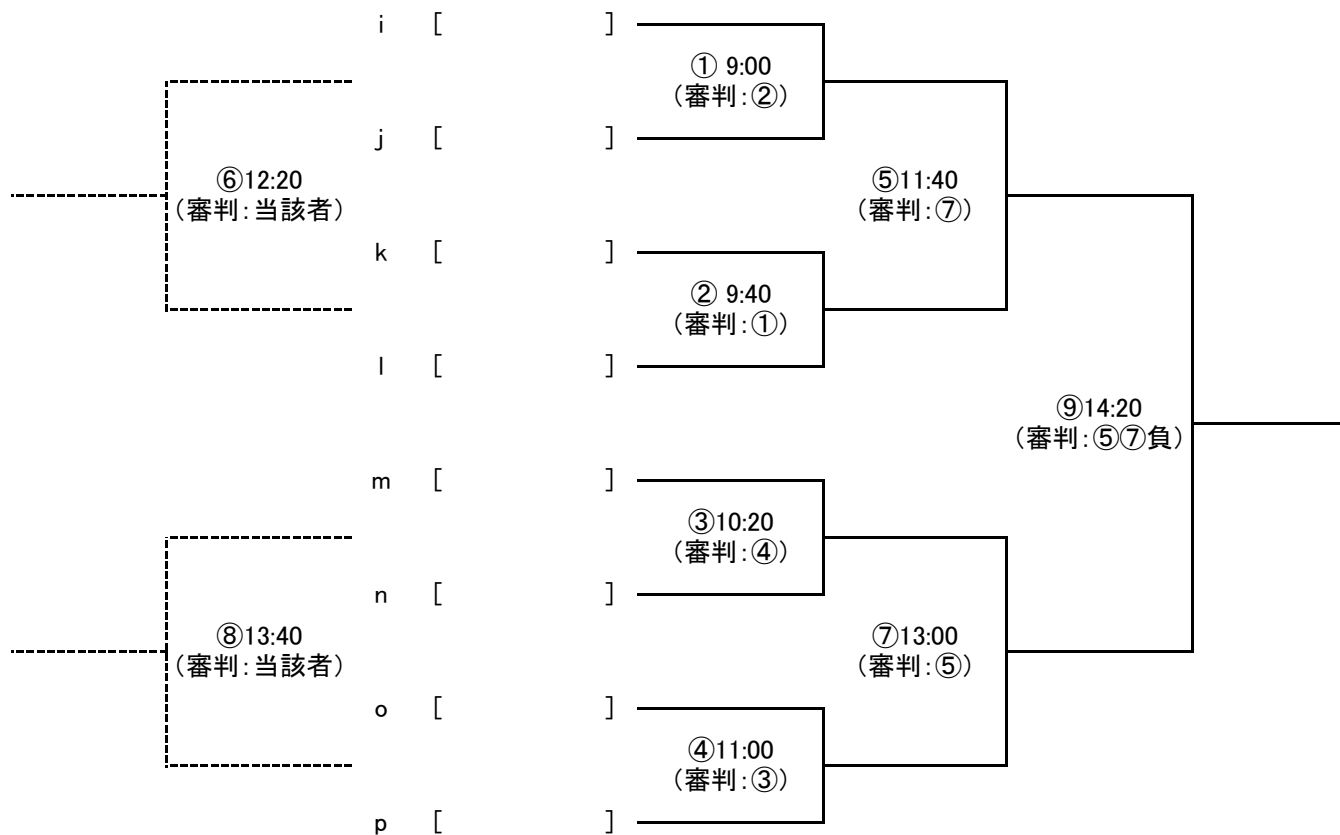 i [ ]
① 9:00
(審判:②)
j [ ]
⑥12:20
(審判:当該者)
⑤11:40
(審判:⑦)
k [ ]
② 9:40
(審判:①)
l [ ]
⑨14:20
(審判:⑤⑦負)
m [ ]
③10:20
(審判:④)
n [ ]
⑧13:40
(審判:当該者)
⑦13:00
(審判:⑤)
o [ ]
④11:00
(審判:③)
p [ ]